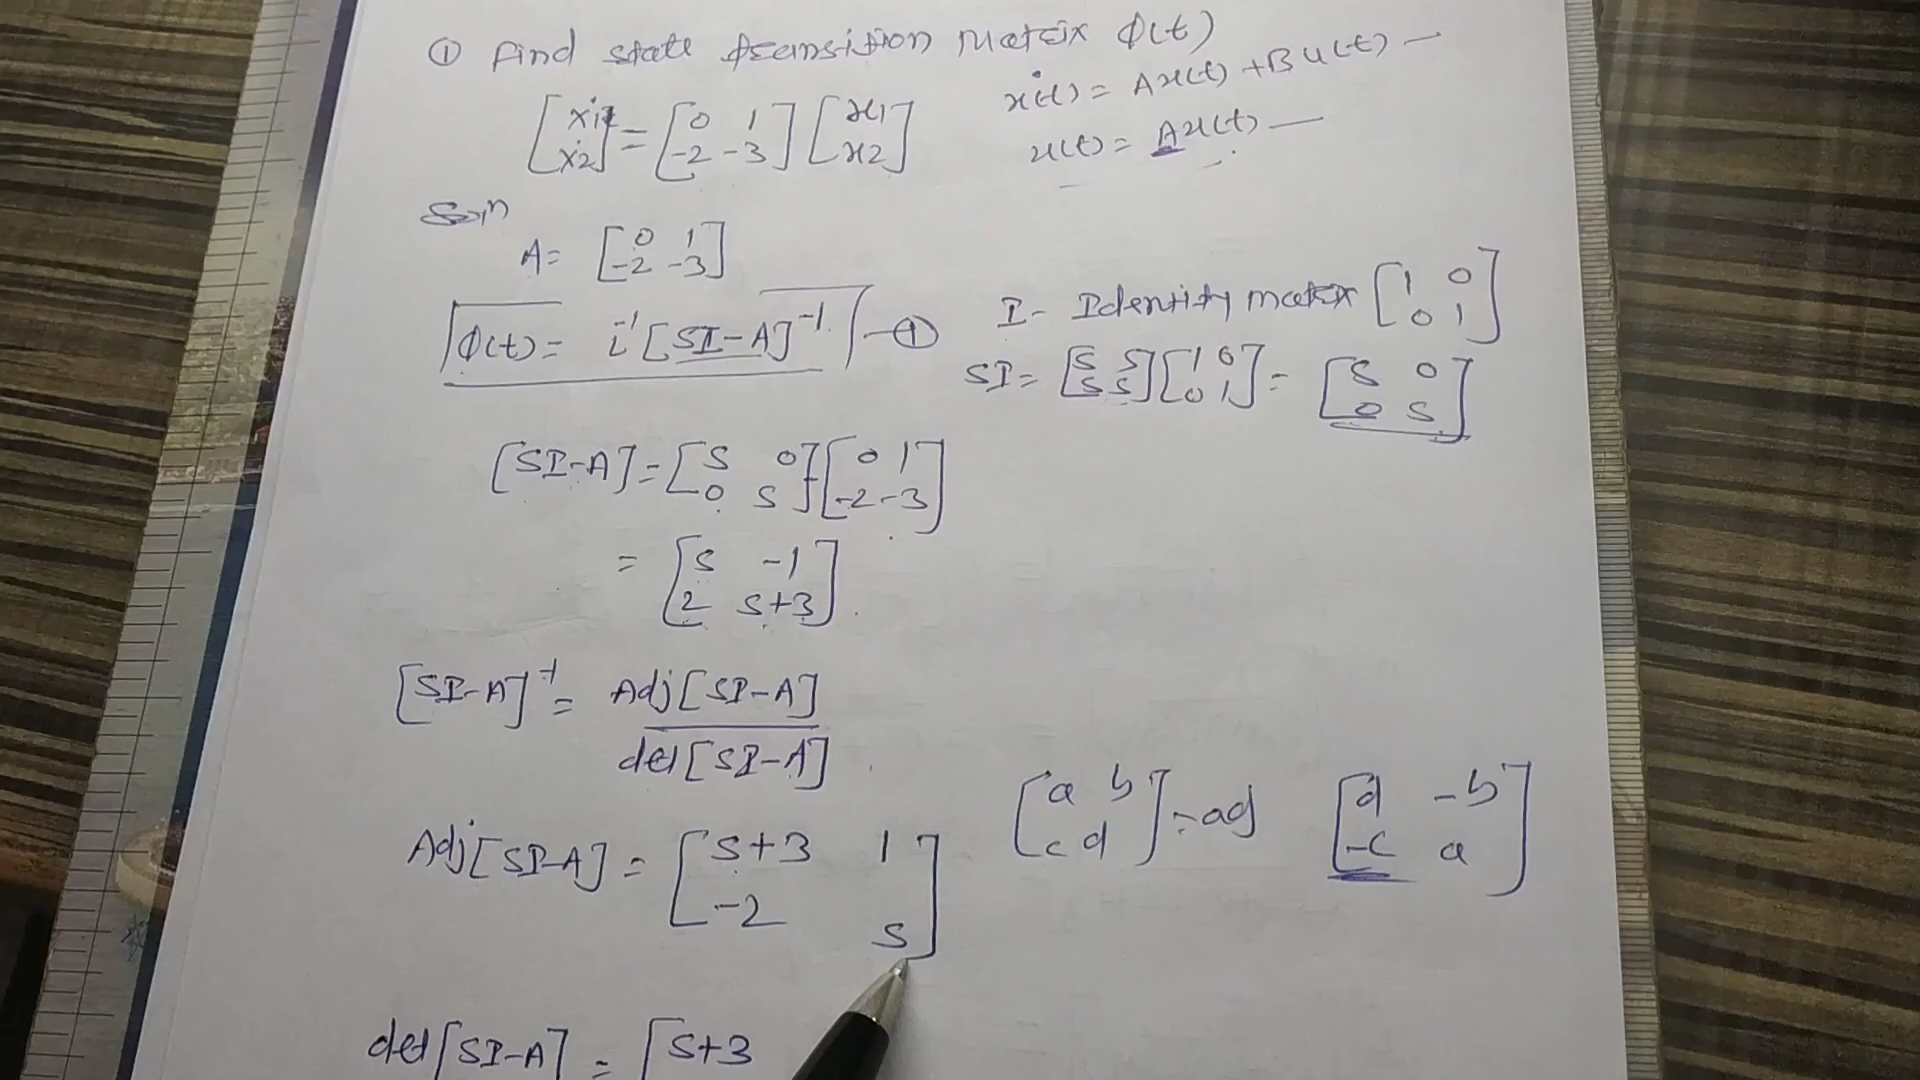 ① Find state transition Matrix Φ(t)
ẋ(t) = Ax(t) + Bu(t) —
[ẋ1 ẋ2] = [0 1 -2 -3] [x1 x2]
x(t) = Ax(t) —
Soln
A = [0 1 -2 -3]
Φ(t) = L⁻¹[SI-A]⁻¹ — ①
I - Identity matrix [1 0 0 1]
SI = [S S S S] [1 0 0 1] = [S 0 0 S]
[SI-A] = [S 0 0 S] - [0 1 -2 -3]
= [S -1 2 S+3]
[SI-A]⁻¹ = Adj[SI-A]
det[SI-A]
[a b c d] = adj [d -b -c a]
Adj[SI-A] = [S+3 1 -2 S]
det[SI-A] = [S+3